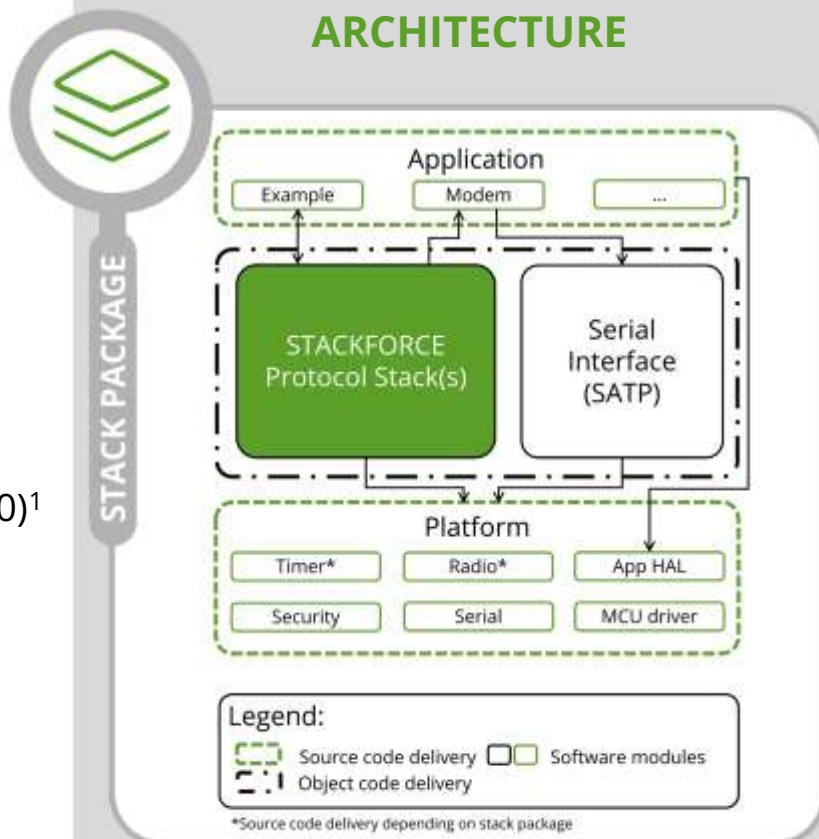 ARCHITECTURE
STACK PACKAGE
Application
Example
Modem
...
STACKFORCE
Protocol Stack(s)
Serial
Interface
(SATP)
0)¹
Platform
Timer*
Radio*
App HAL
Security
Serial
MCU driver
Legend:
Source code delivery
Software modules
Object code delivery
*Source code delivery depending on stack package